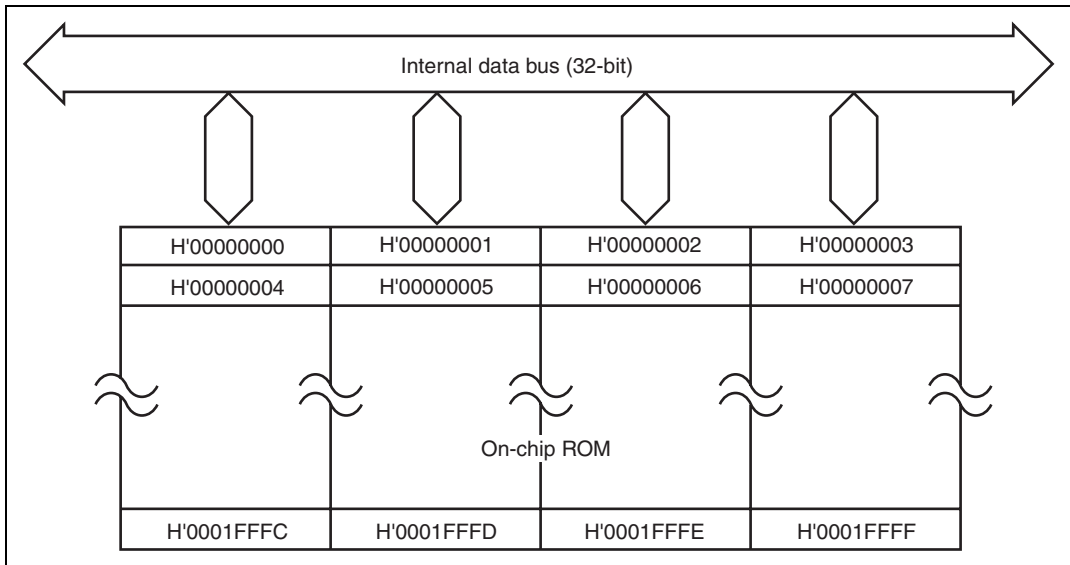 Internal data bus (32-bit)
H'00000000 H'00000001 H'00000002 H'00000003
H'00000004 H'00000005 H'00000006 H'00000007
On-chip ROM
H'0001FFFC H'0001FFFD H'0001FFFE H'0001FFFF